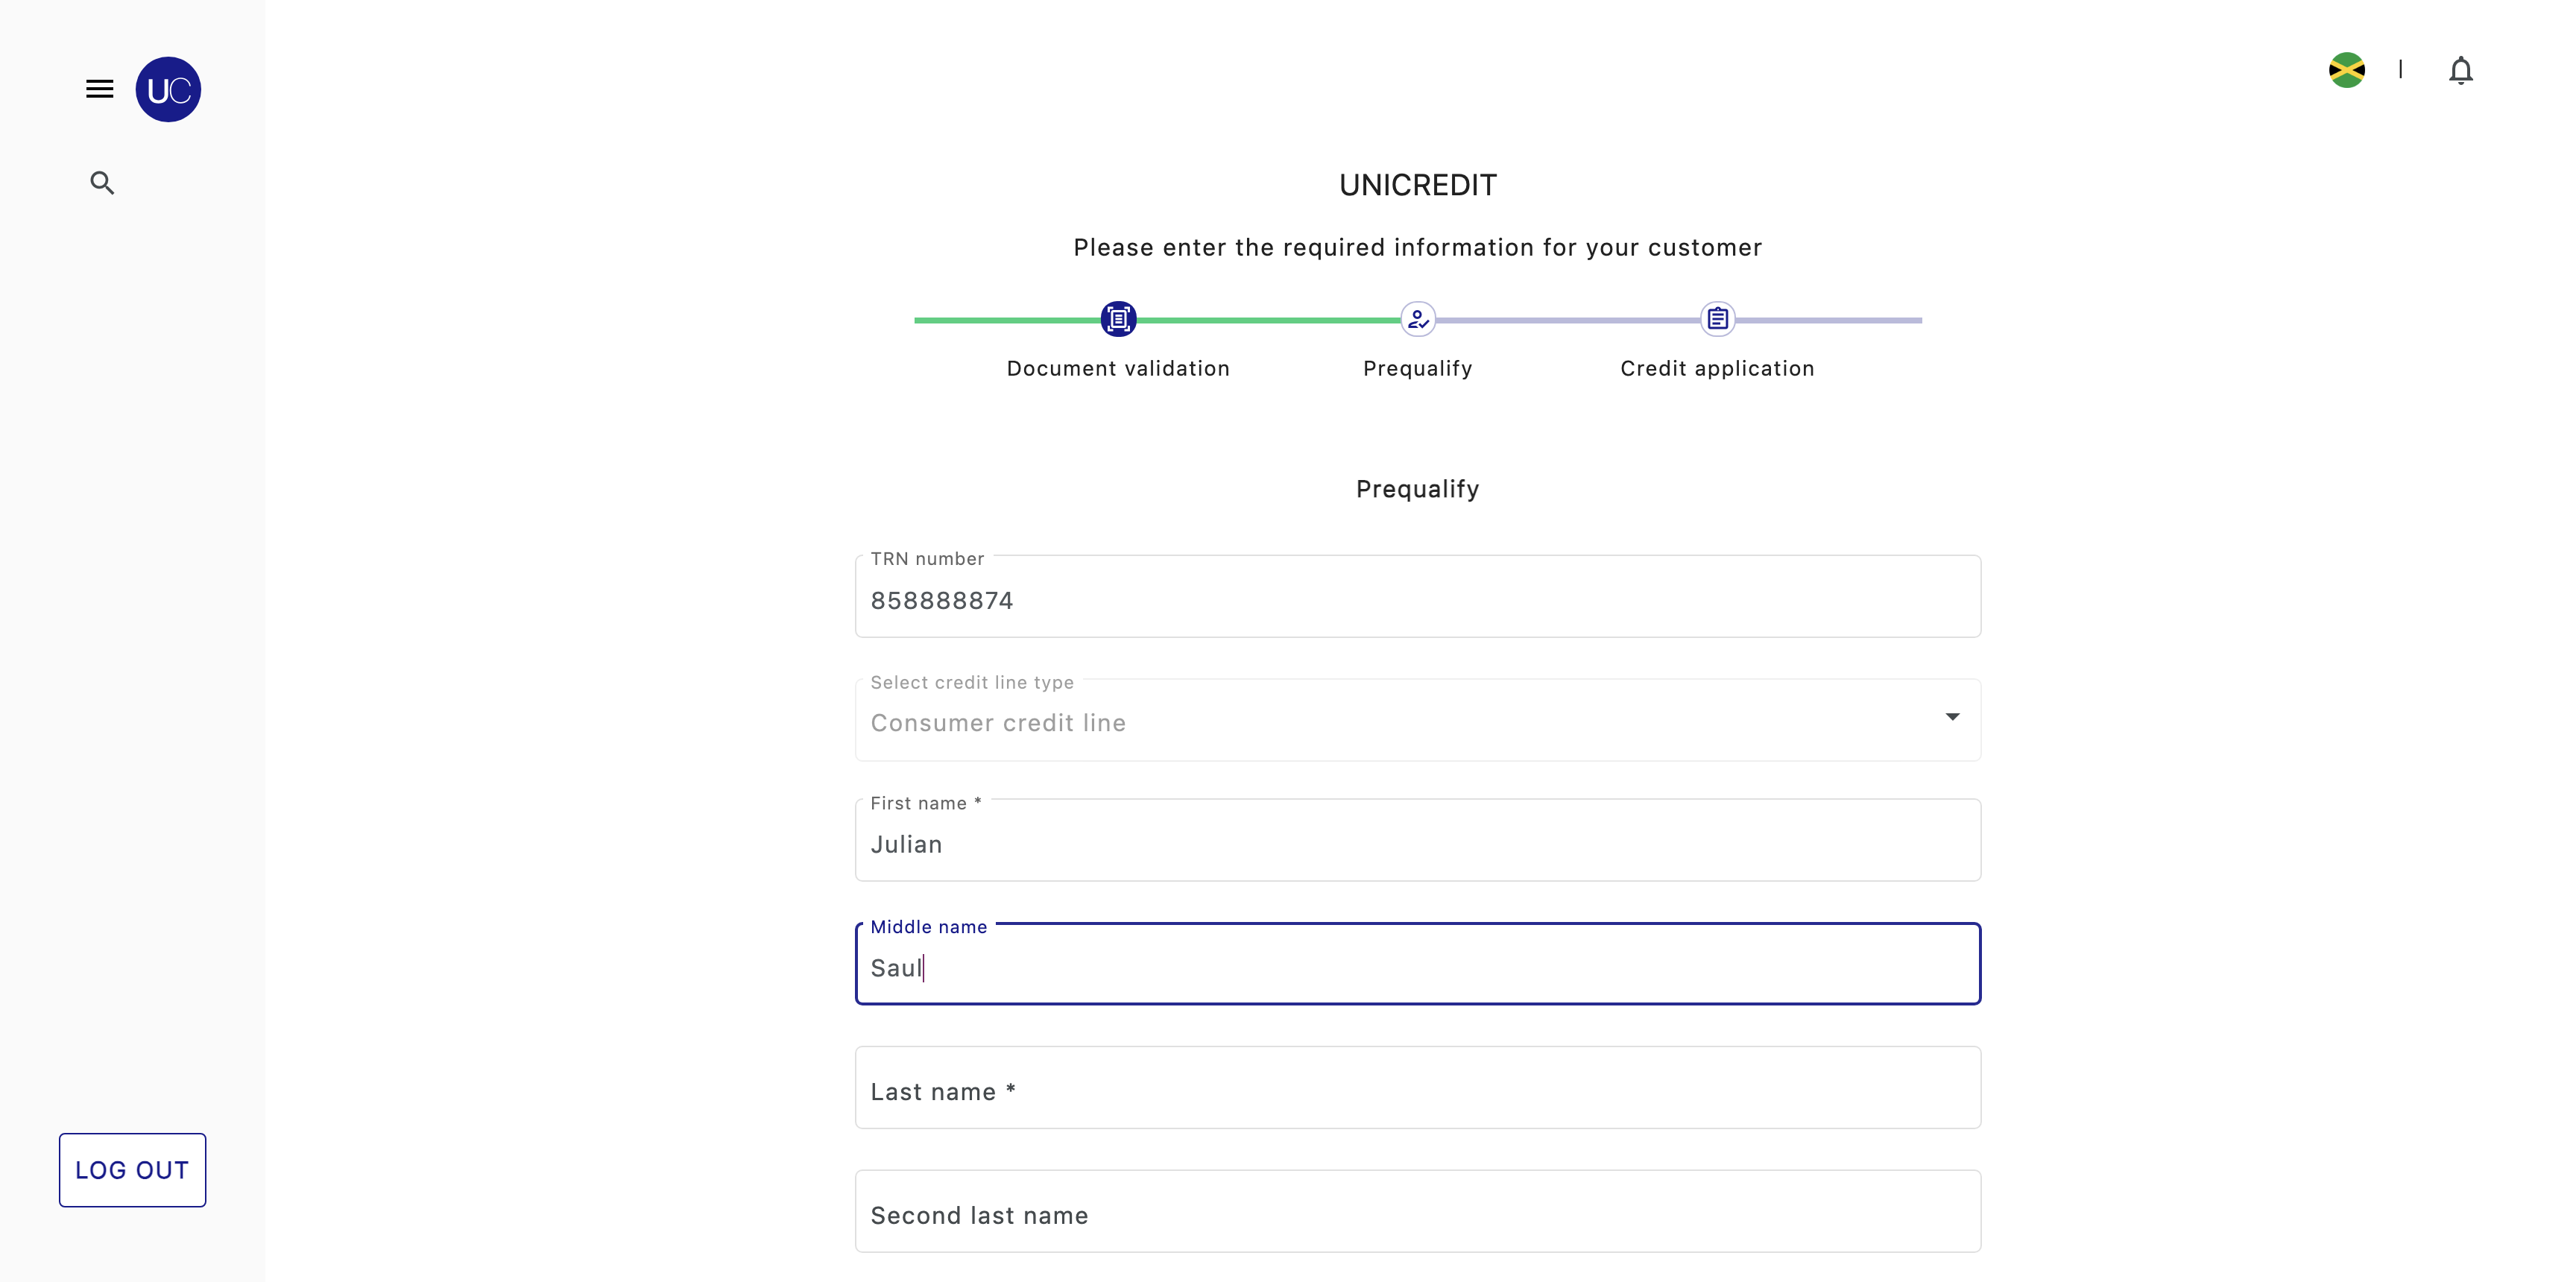 UC
UNICREDIT
Please enter the required information for your customer
Document validation
Prequalify
Credit application
Prequalify
TRN number
858888874
Select credit line type
Consumer credit line
First name *
Julian
Middle name
Saul
Last name *
Second last name
LOG OUT